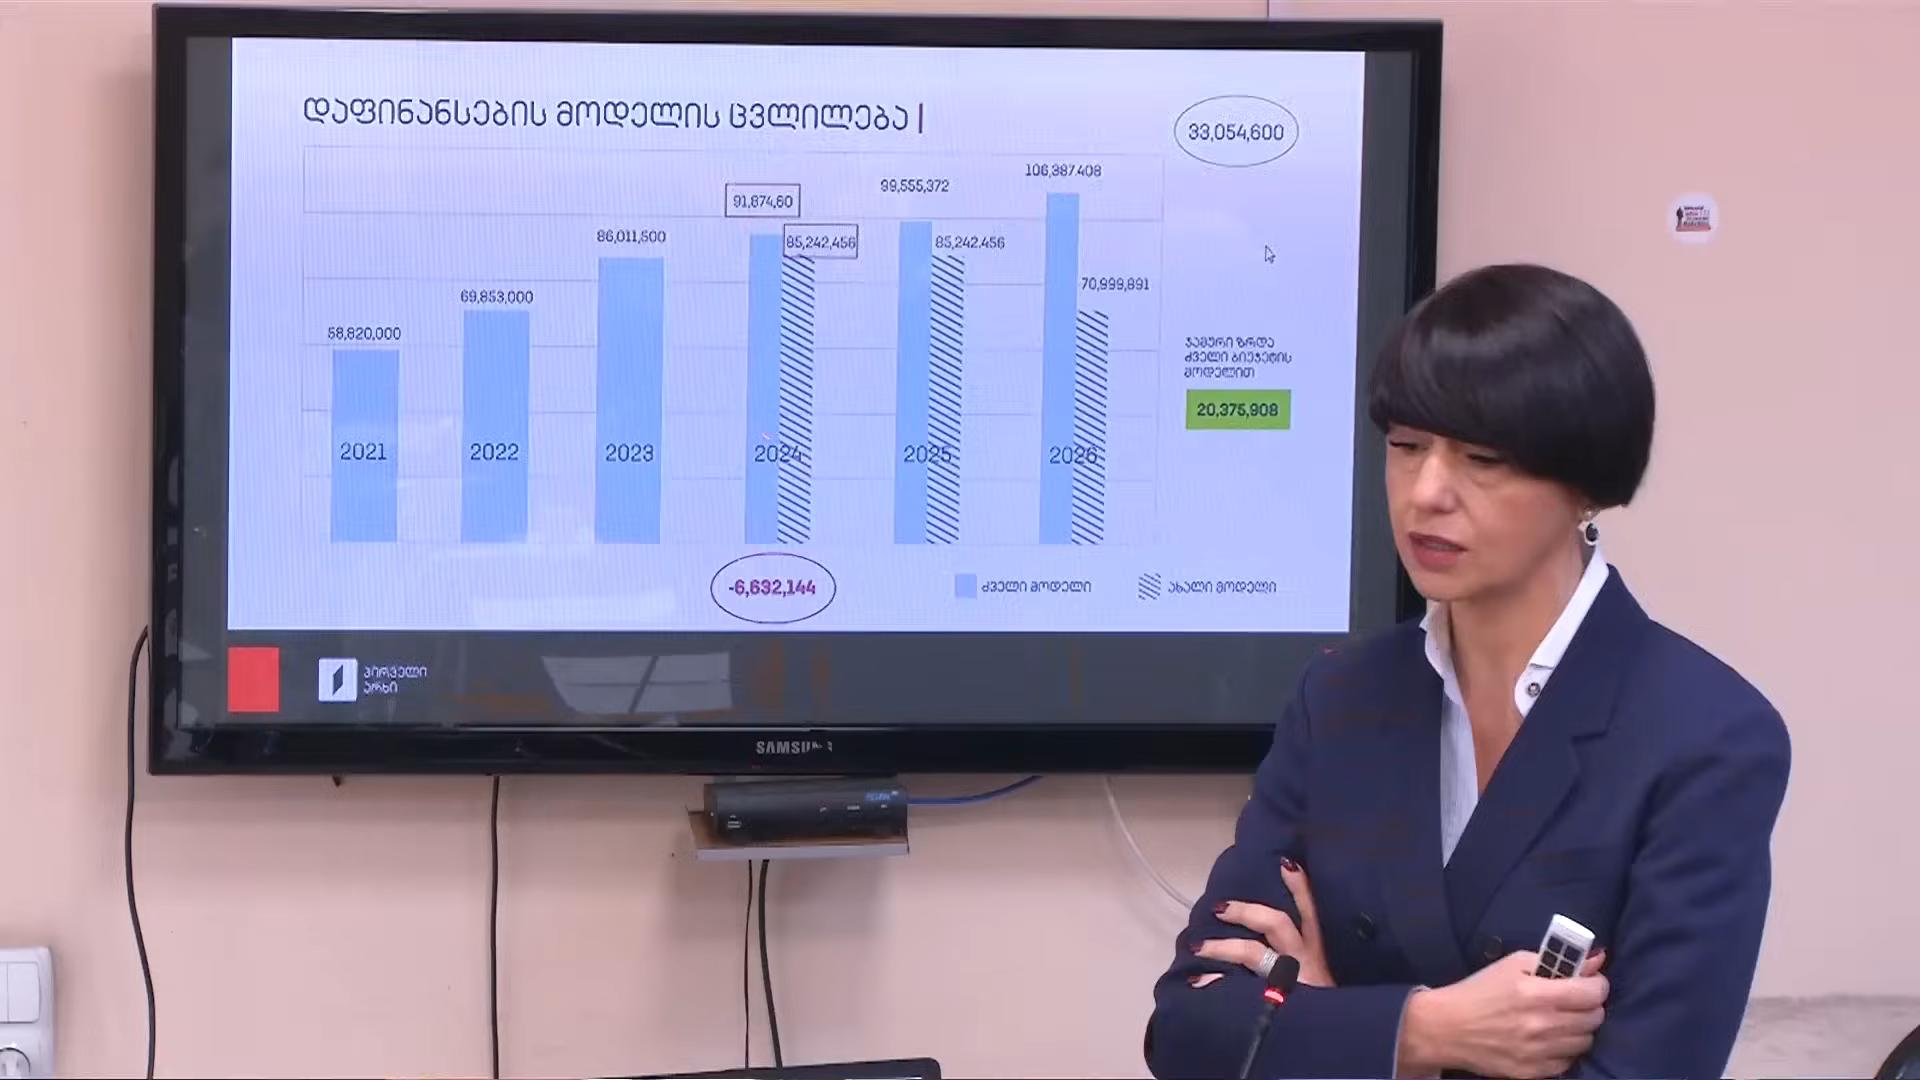 დაფინანსების მოდელის ცვლილება |
33,054,600
106,387,408
99,555,372
91,874,60
85,242,456
85,242,456
86,011,500
70,999,891
69,853,000
58,820,000
ჯამური ზრდა
ძველი ბიუჯეტის
მოდელით
20,375,908
2021
2022
2023
2024
2025
2026
-6,632,144
ძველი მოდელი
ახალი მოდელი
პირველი
არხი